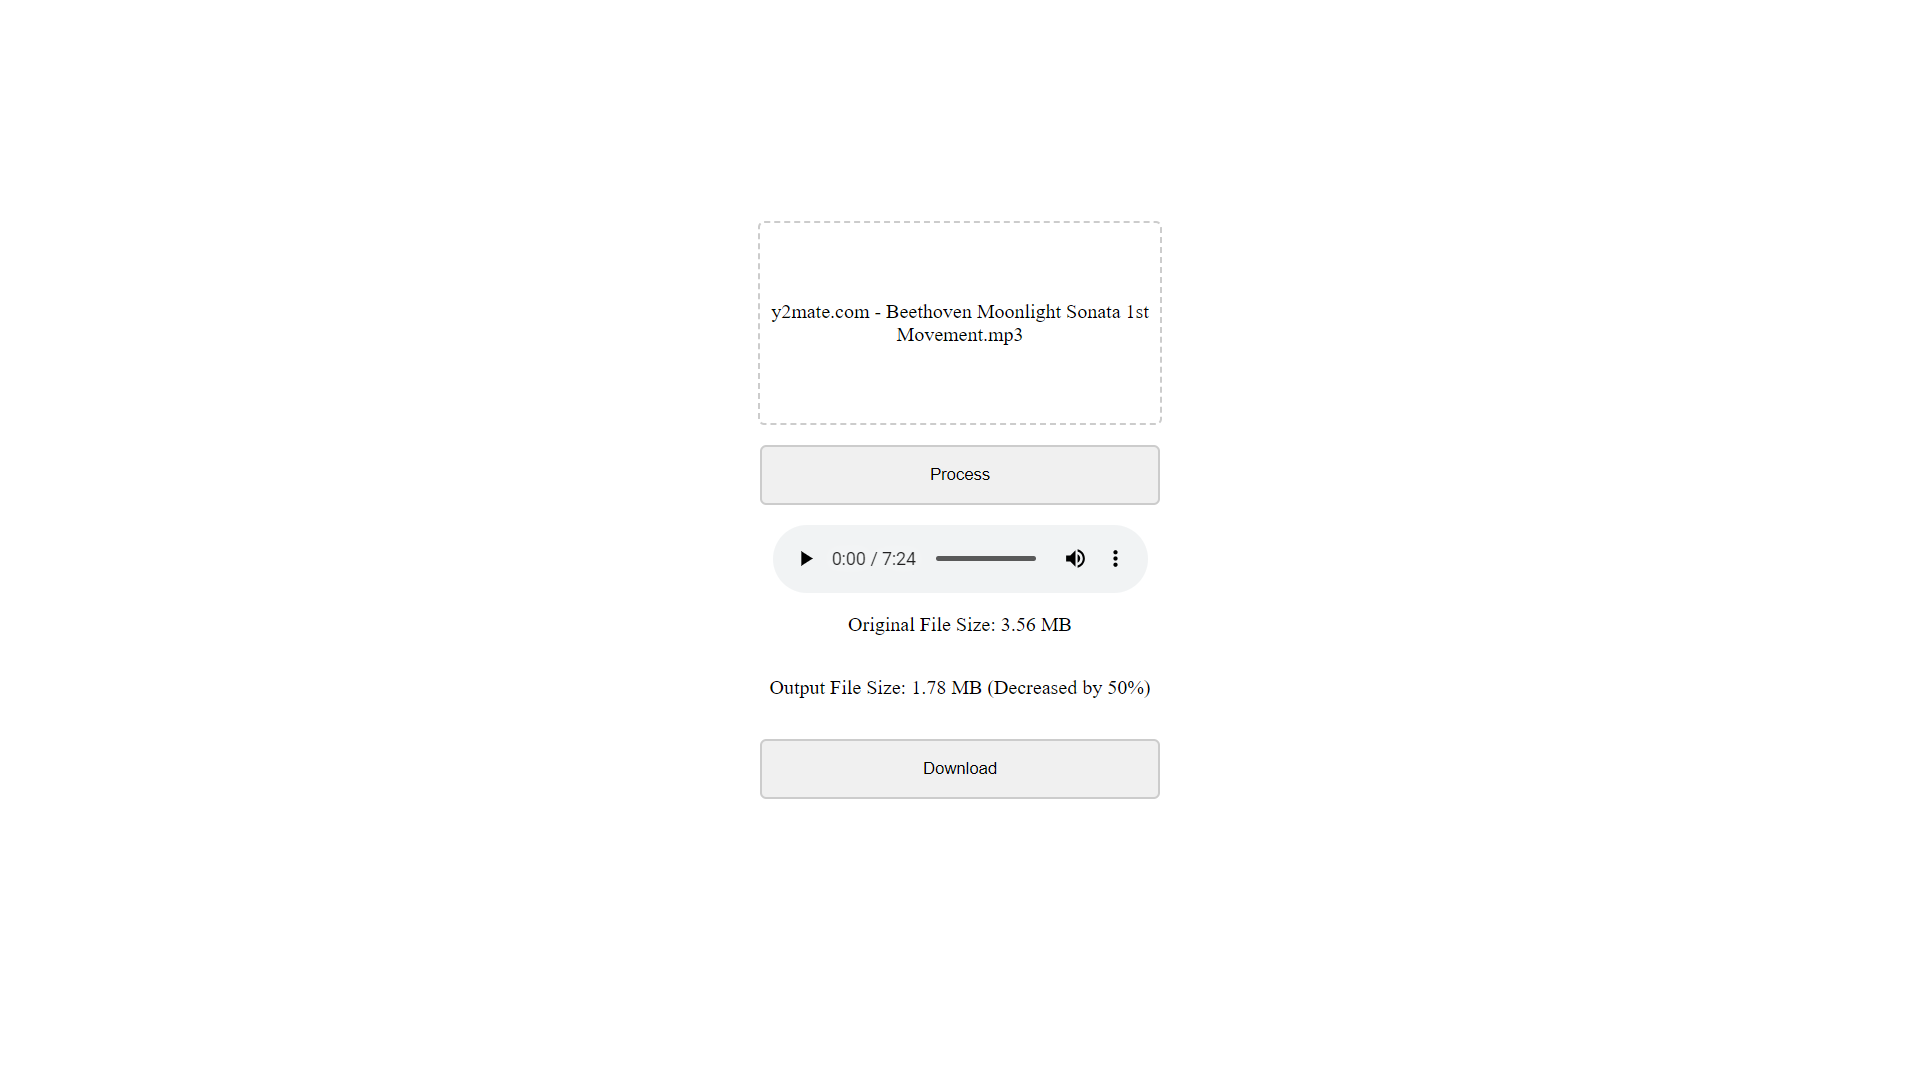 y2mate.com - Beethoven Moonlight Sonata 1st
Movement.mp3
Process
0:00 / 7:24
Original File Size: 3.56 MB
Output File Size: 1.78 MB (Decreased by 50%)
Download